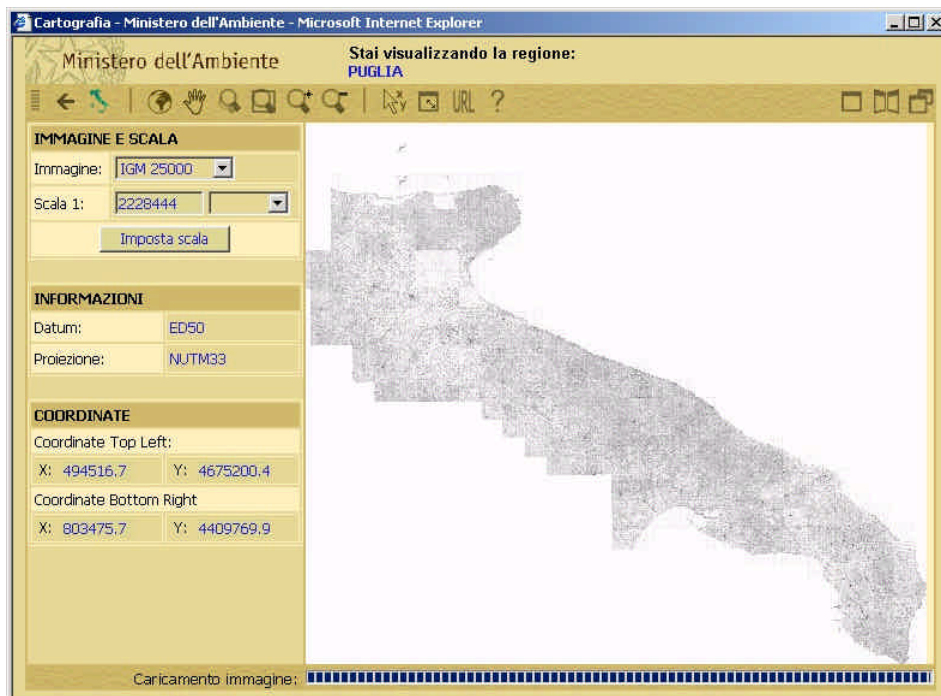 Cartografia - Ministero dell'Ambiente - Microsoft Internet Explorer
Ministero dell'Ambiente
Stai visualizzando la regione:
PUGLIA
URL ?
IMMAGINE E SCALA
Immagine: IGM 25000
Scala 1: 2228444
Imposta scala
INFORMAZIONI
Datum: ED50
Proiezione: NUTM33
COORDINATE
Coordinate Top Left:
X: 494516.7 Y: 4675200.4
Coordinate Bottom Right
X: 803475.7 Y: 4409769.9
Caricamento immagine: